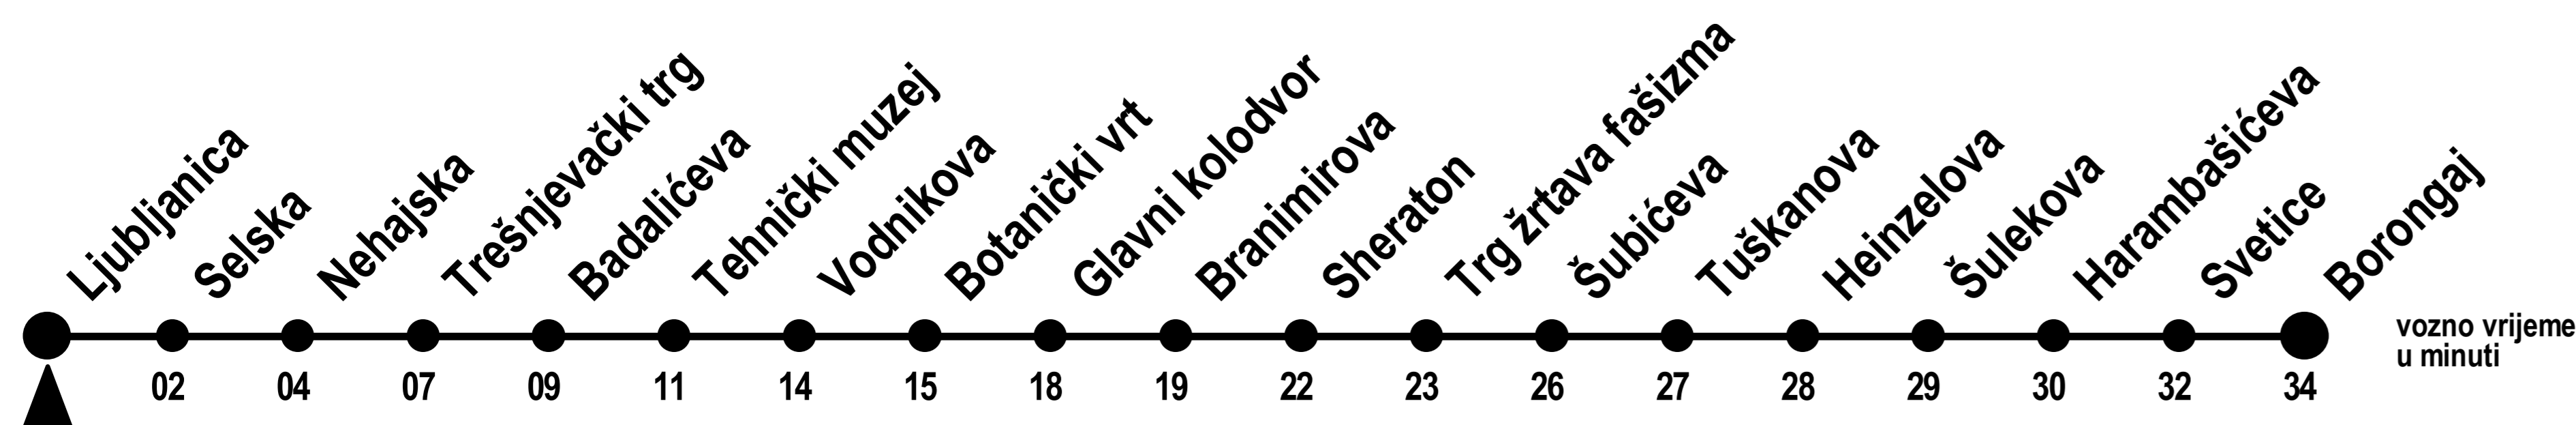 Ljubljanica
Selska
Nehajska
Trešnjevački trg
Badalićeva
Tehnički muzej
Vodnikova
Botanički vrt
Glavni kolodvor
Branimirova
Sheraton
Trg žrtava fašizma
Šubićeva
Tuškanova
Heinzelova
Šulekova
Harambašićeva
Svetice
Borongaj
02 04 07 09 11 14 15 18 19 22 23 26 27 28 29 30 32 34
vozno vrijeme
u minuti